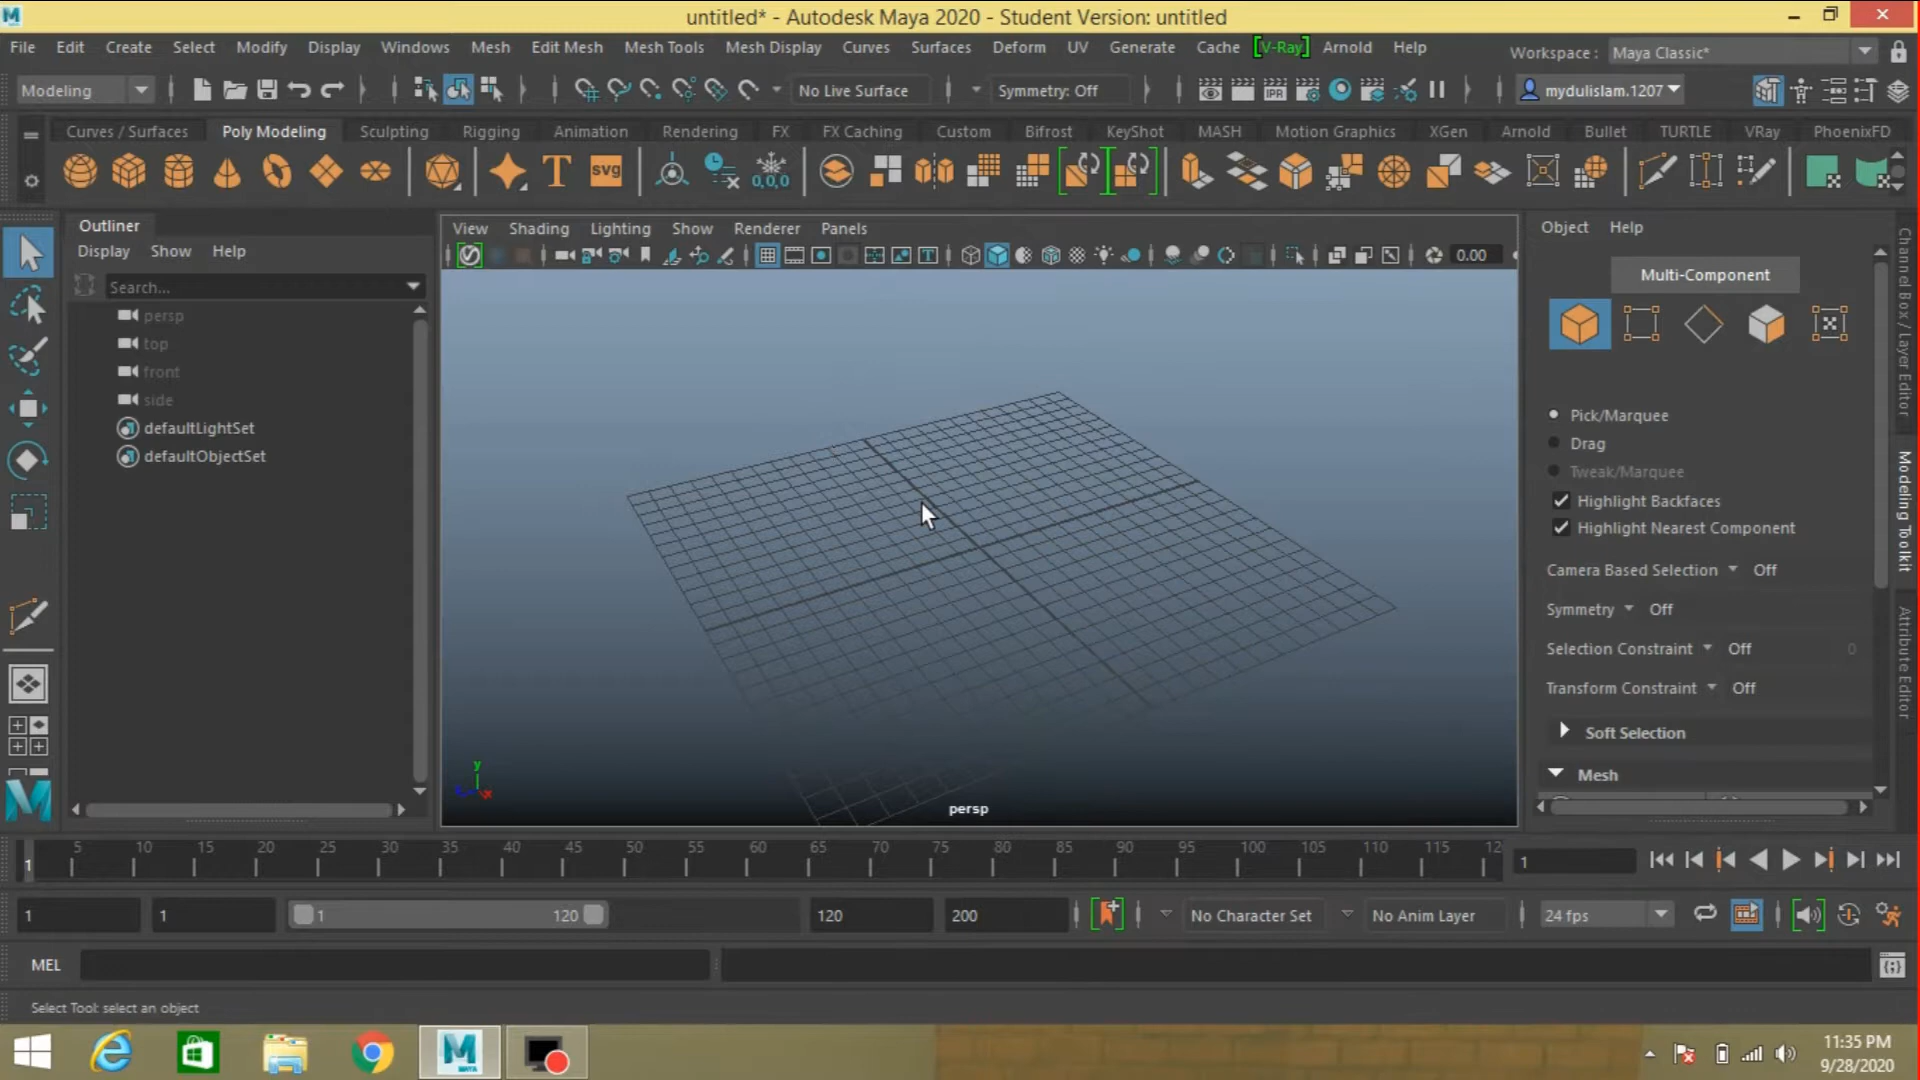 untitled* - Autodesk Maya 2020 - Student Version: untitled
File Edit Create Select Modify Display Windows Mesh Edit Mesh Mesh Tools Mesh Display Curves Surfaces Deform UV Generate Cache [V-Ray] Arnold Help
Workspace : Maya Classic*
Modeling No Live Surface Symmetry: Off IPR mydulislam.1207
Curves / Surfaces Poly Modeling Sculpting Rigging Animation Rendering FX FX Caching Custom Bifrost KeyShot MASH Motion Graphics XGen Arnold Bullet TURTLE VRay PhoenixFD
T SVG 0,0,0
Outliner
Display Show Help
Search...
persp
top
front
side
defaultLightSet
defaultObjectSet
View Shading Lighting Show Renderer Panels
0.00
y
x
persp
Object Help
Multi-Component
Pick/Marquee
Drag
Tweak/Marquee
Highlight Backfaces
Highlight Nearest Component
Camera Based Selection Off
Symmetry Off
Selection Constraint Off 0
Transform Constraint Off
Soft Selection
Mesh
Channel Box / Layer Editor
Modeling Toolkit
Attribute Editor
1 5 10 15 20 25 30 35 40 45 50 55 60 65 70 75 80 85 90 95 100 105 110 115 12
1
1 1 1 120 120 200 No Character Set No Anim Layer 24 fps
MEL
Select Tool: select an object
M
MAYA
11:35 PM
9/28/2020